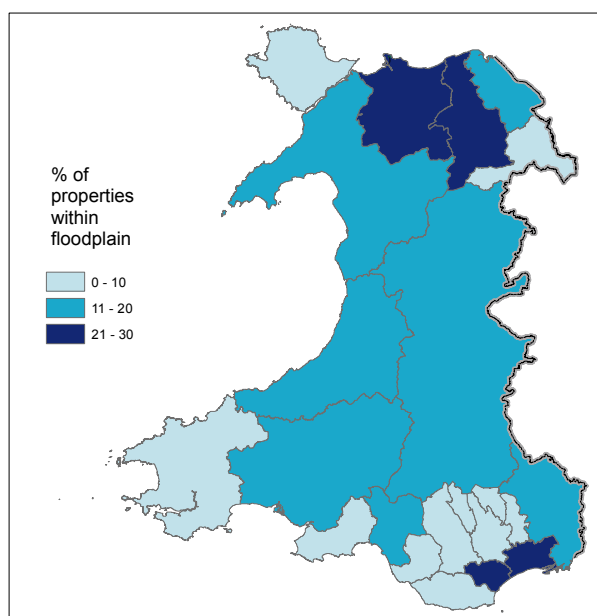 % of
properties
within
floodplain
0 - 10
11 - 20
21 - 30